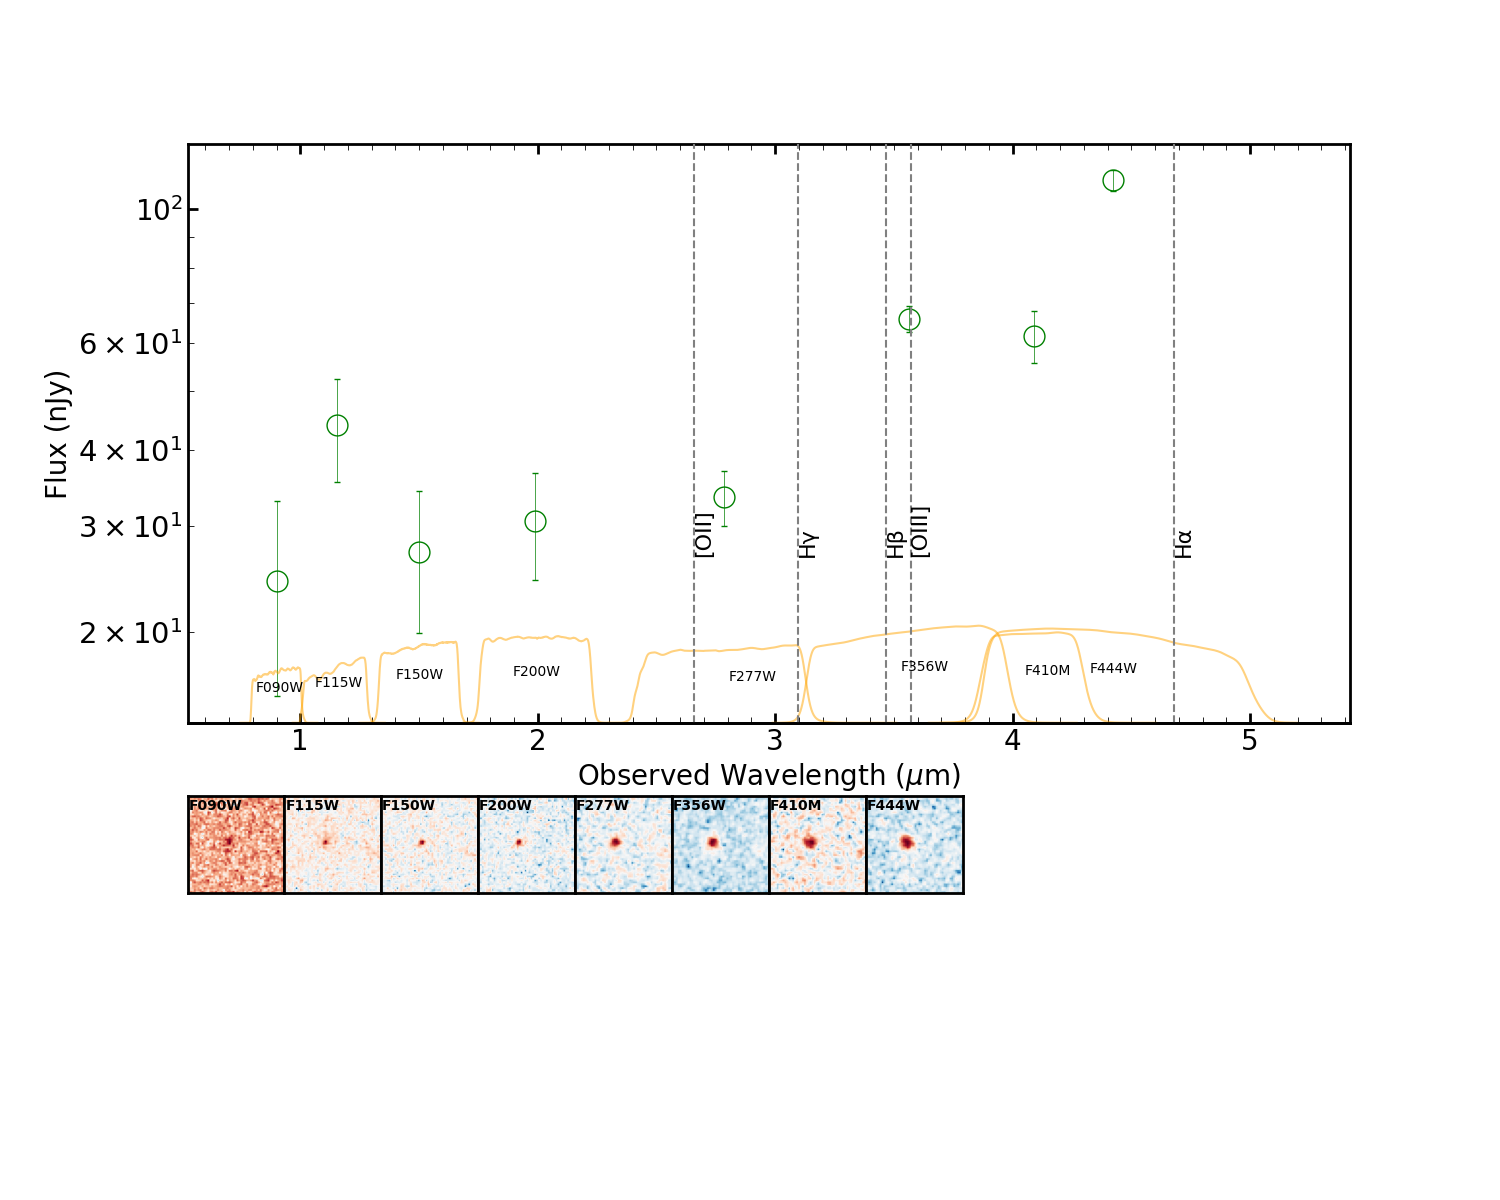 10²
6 × 10¹
4 × 10¹
3 × 10¹
2 × 10¹
Flux (nJy)
[OII]
Hγ
Hβ
[OIII]
Hα
F090W
F115W
F150W
F200W
F277W
F356W
F410M
F444W
1 2 3 4 5
Observed Wavelength (μm)
F090W F115W F150W F200W F277W F356W F410M F444W